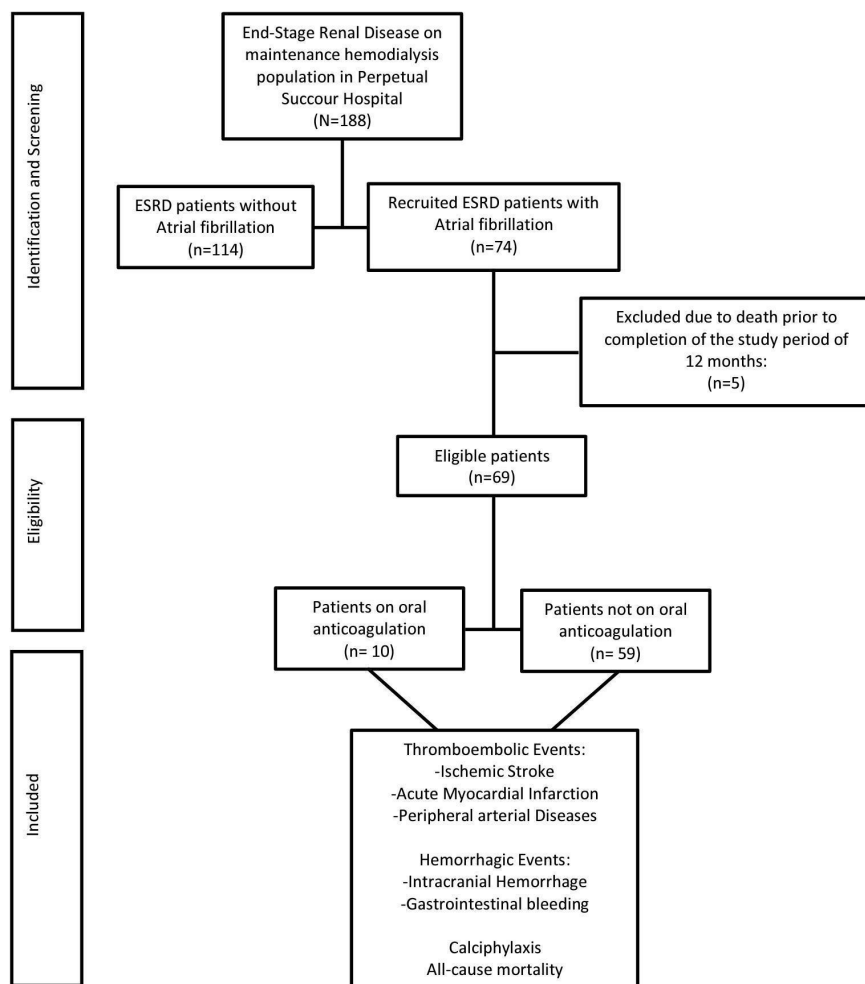 Identification and Screening
End-Stage Renal Disease on
maintenance hemodialysis
population in Perpetual
Succour Hospital
(N=188)
ESRD patients without
Atrial fibrillation
(n=114)
Recruited ESRD patients with
Atrial fibrillation
(n=74)
Excluded due to death prior to
completion of the study period of
12 months:
(n=5)
Eligibility
Eligible patients
(n=69)
Patients on oral
anticoagulation
(n= 10)
Patients not on oral
anticoagulation
(n= 59)
Included
Thromboembolic Events:
-Ischemic Stroke
-Acute Myocardial Infarction
-Peripheral arterial Diseases
Hemorrhagic Events:
-Intracranial Hemorrhage
-Gastrointestinal bleeding
Calciphylaxis
All-cause mortality